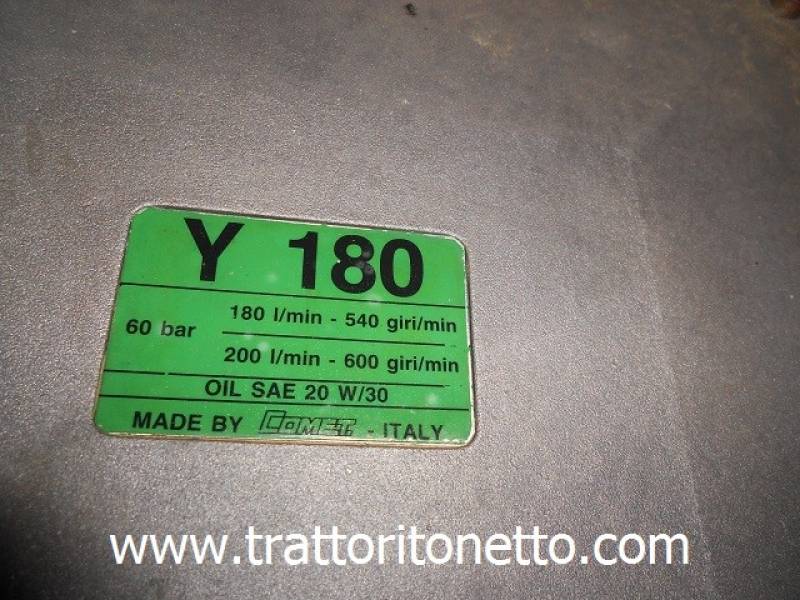 Y 180
60 bar
180 l/min - 540 giri/min
200 l/min - 600 giri/min
OIL SAE 20 W/30
MADE BY COMET - ITALY
www.trattoritonetto.com